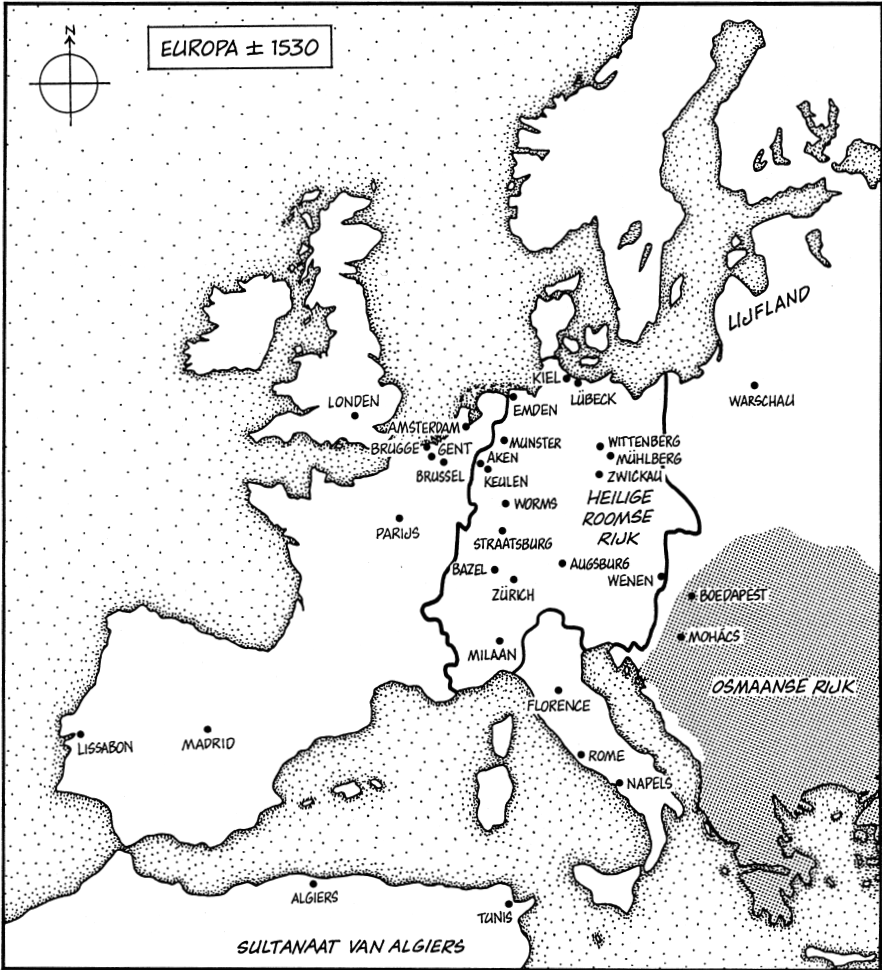 N
EUROPA ± 1530
LIJFLAND
KIEL
LÜBECK
WARSCHAU
EMDEN
LONDEN
AMSTERDAM
BRUGGE
GENT
BRUSSEL
MUNSTER
AKEN
KEULEN
WITTENBERG
MÜHLBERG
ZWICKAU
HEILIGE
ROOMSE
RIJK
WORMS
PARIJS
STRAATSBURG
BAZEL
AUGSBURG
ZÜRICH
WENEN
BOEDAPEST
MOHÁCS
MILAAN
OSMAANSE RIJK
FLORENCE
LISSABON
MADRID
ROME
NAPELS
ALGIERS
TUNIS
SULTANAAT VAN ALGIERS